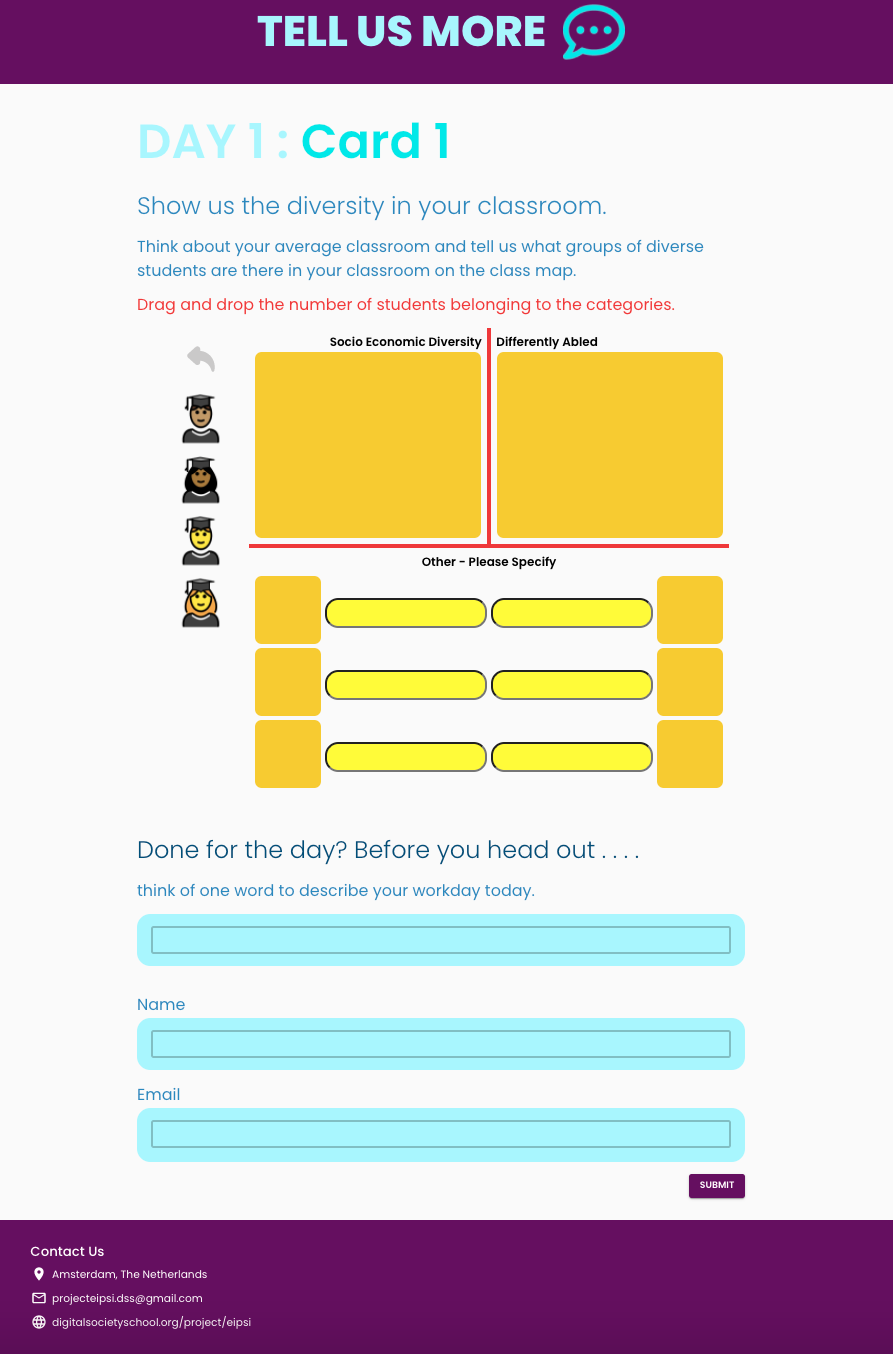 TELL US MORE
DAY 1 : Card 1
Show us the diversity in your classroom.
Think about your average classroom and tell us what groups of diverse
students are there in your classroom on the class map.
Drag and drop the number of students belonging to the categories.
Socio Economic Diversity
Differently Abled
Other - Please Specify
Done for the day? Before you head out . . . .
think of one word to describe your workday today.
Name
Email
SUBMIT
Contact Us
Amsterdam, The Netherlands
projecteipsi.dss@gmail.com
digitalsocietyschool.org/project/eipsi